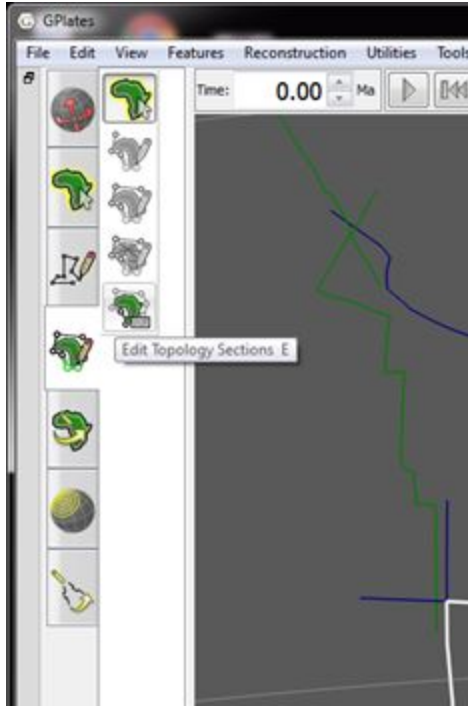 GPlates
File Edit View Features Reconstruction Utilities Tools
Time: 0.00 Ma
Edit Topology Sections E